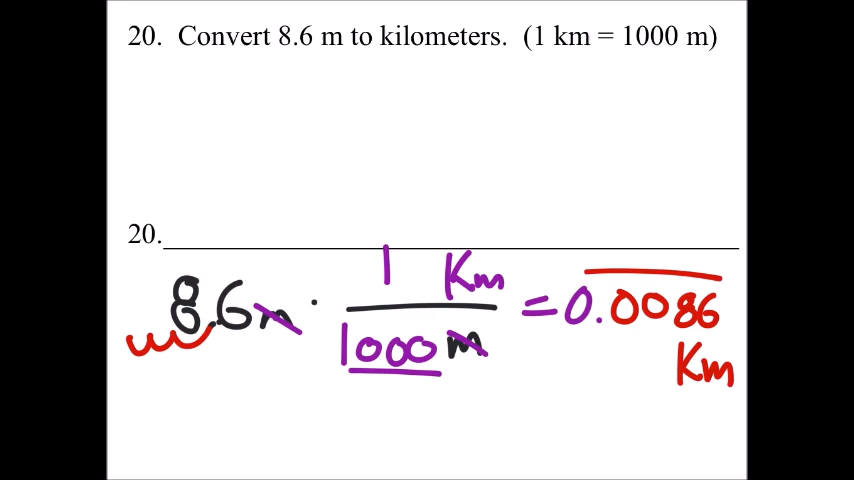 20. Convert 8.6 m to kilometers. (1 km = 1000 m)
20.
8.6m · 1 Km / 1000 m = 0.0086
Km